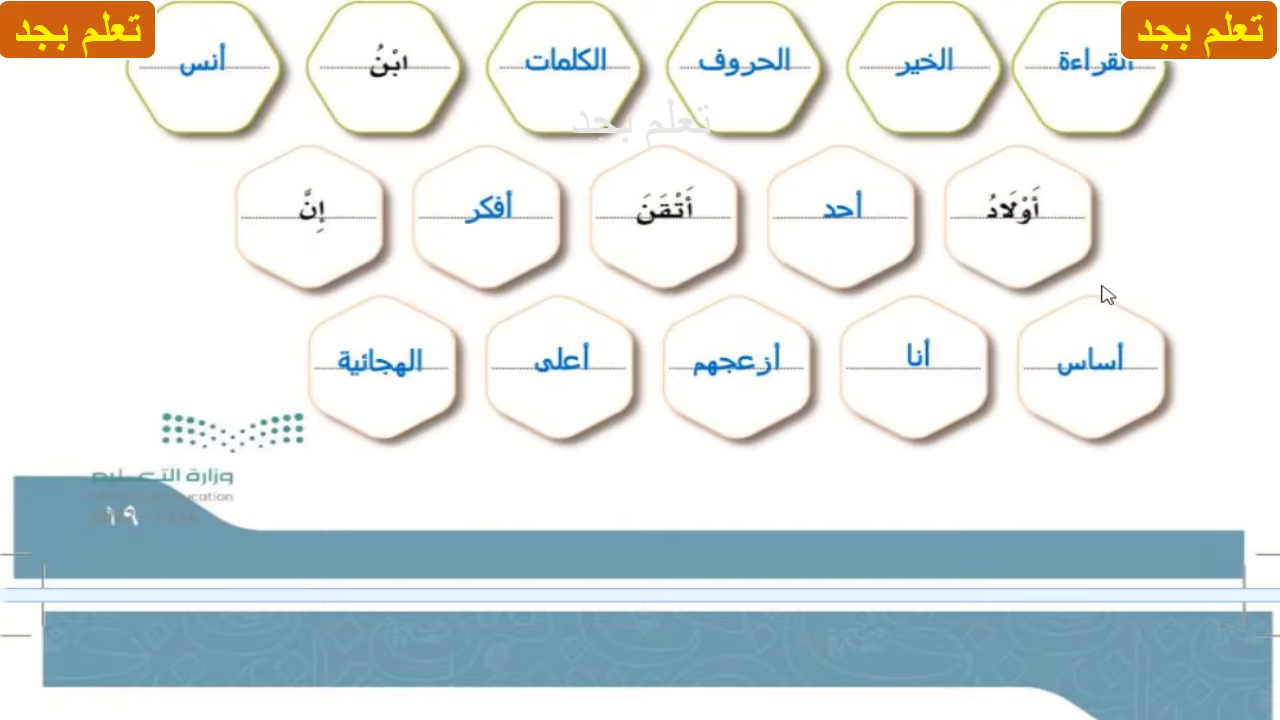 تعلم بجد تعلم بجد
القراءة الخير الحروف الكلمات ابْنُ أنس
تعلم بجد
أَوْلَادُ أحد أَتْقَنَ أفكر إِنَّ
أساس أنا أزعجهم أعلى الهجائية
وزارة التعليم
١٩